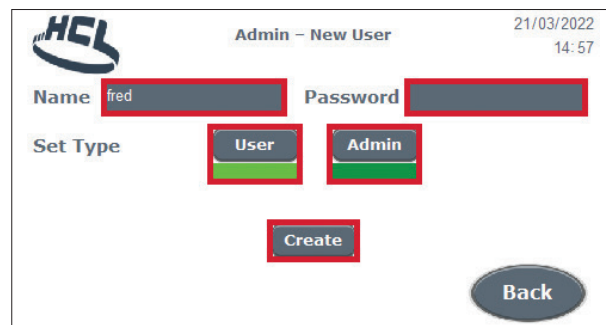 HCL
Admin – New User
21/03/2022
14:57
Name fred Password
Set Type User Admin
Create
Back